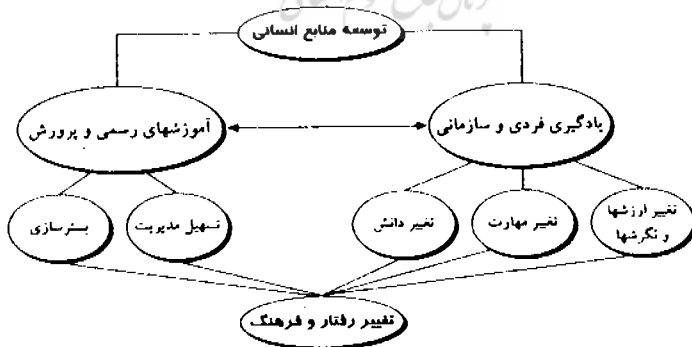 توسعه منابع انسانی
یادگیری فردی و سازمانی
آموزشهای رسمی و پرورش
تغییر ارزشها
و نگرشها
تغییر مهارت
تغییر دانش
تسهیل مدیریت
بسترسازی
تغییر رفتار و فرهنگ